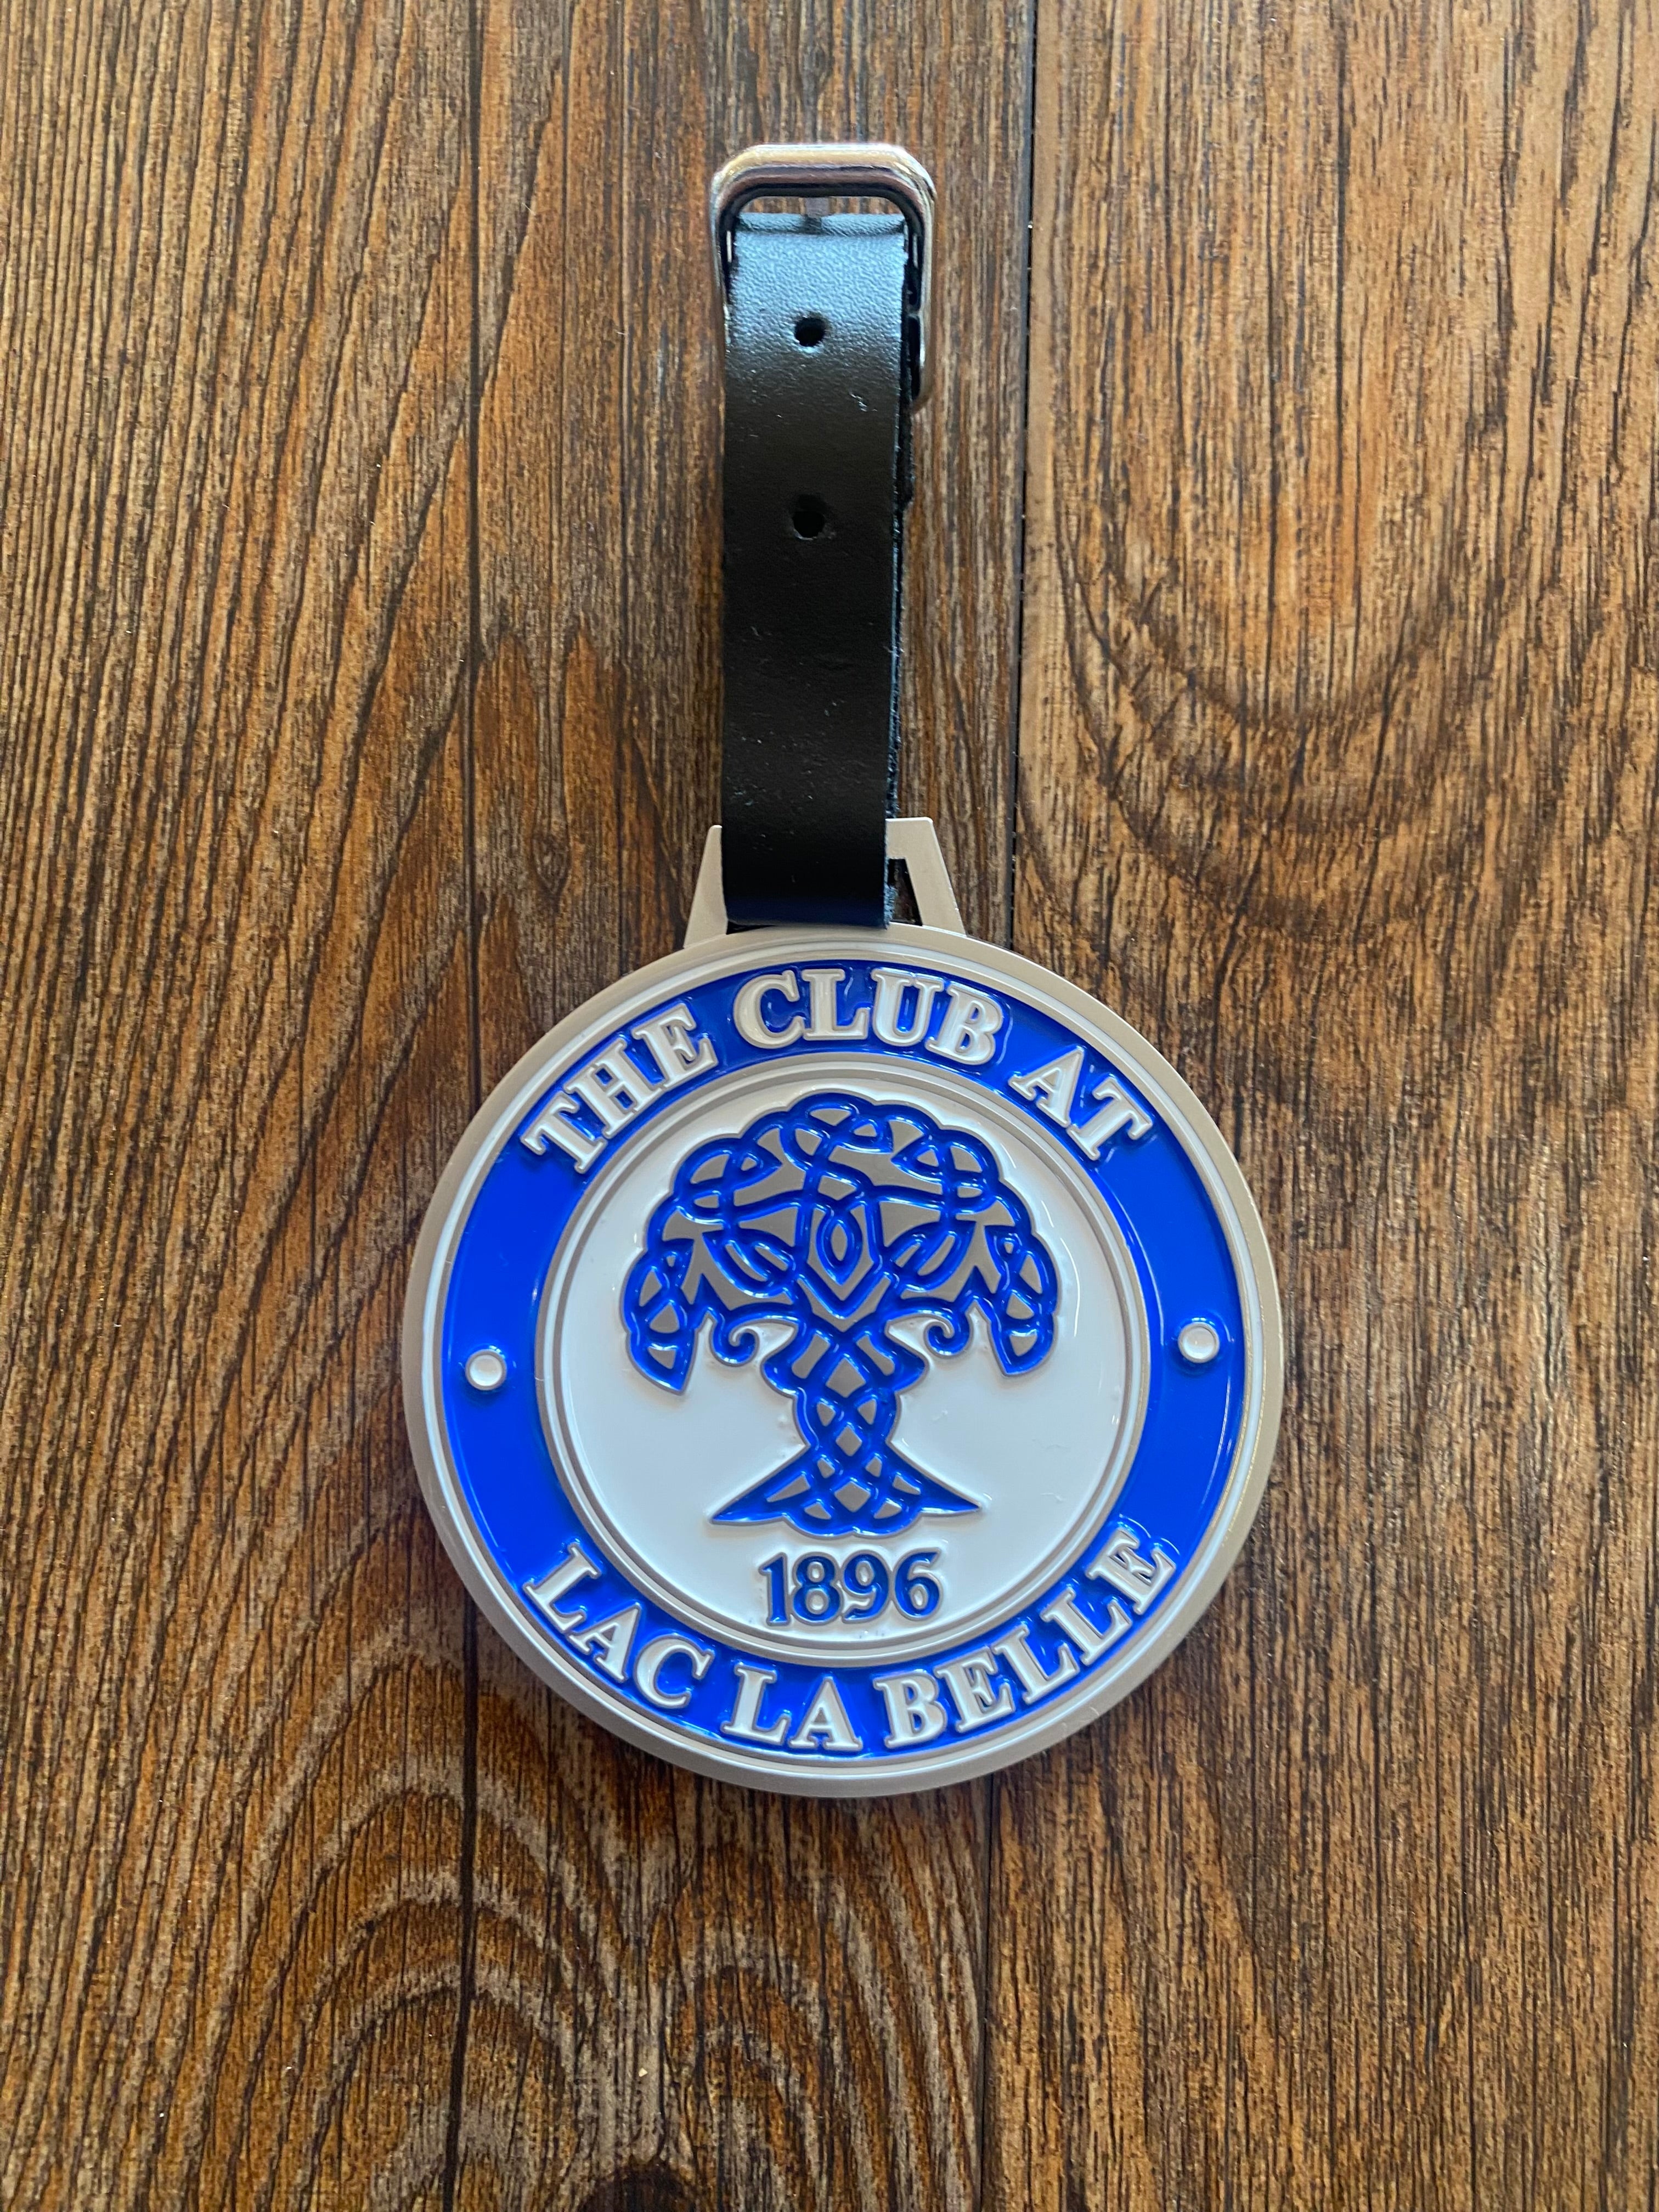 THE CLUB AT
1896
LAC LA BELLE